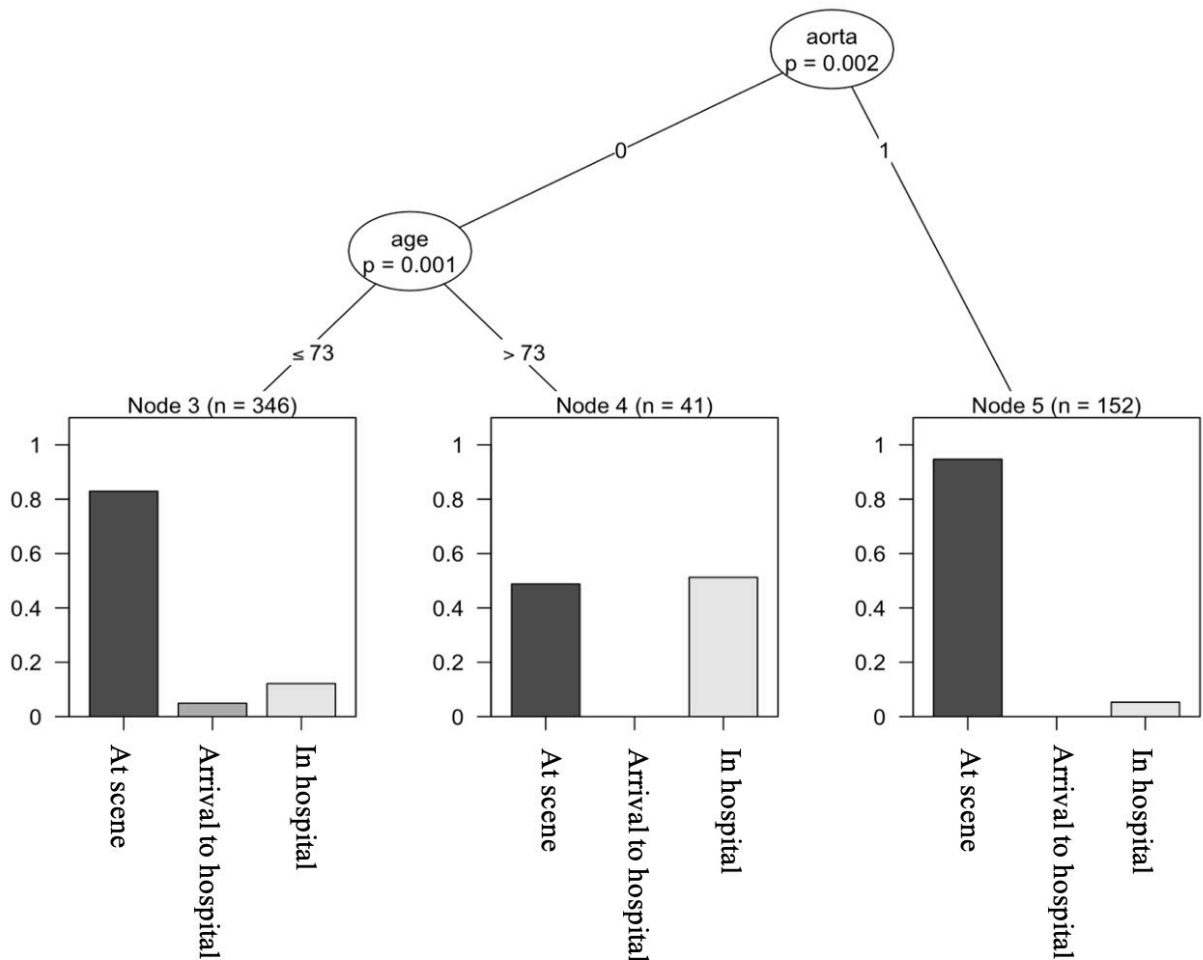 aorta
p = 0.002
0
1
age
p = 0.001
≤ 73
> 73
Node 3 (n = 346)
1
0.8
0.6
0.4
0.2
0
At scene
Arrival to hospital
In hospital
Node 4 (n = 41)
1
0.8
0.6
0.4
0.2
0
At scene
Arrival to hospital
In hospital
Node 5 (n = 152)
1
0.8
0.6
0.4
0.2
0
At scene
Arrival to hospital
In hospital